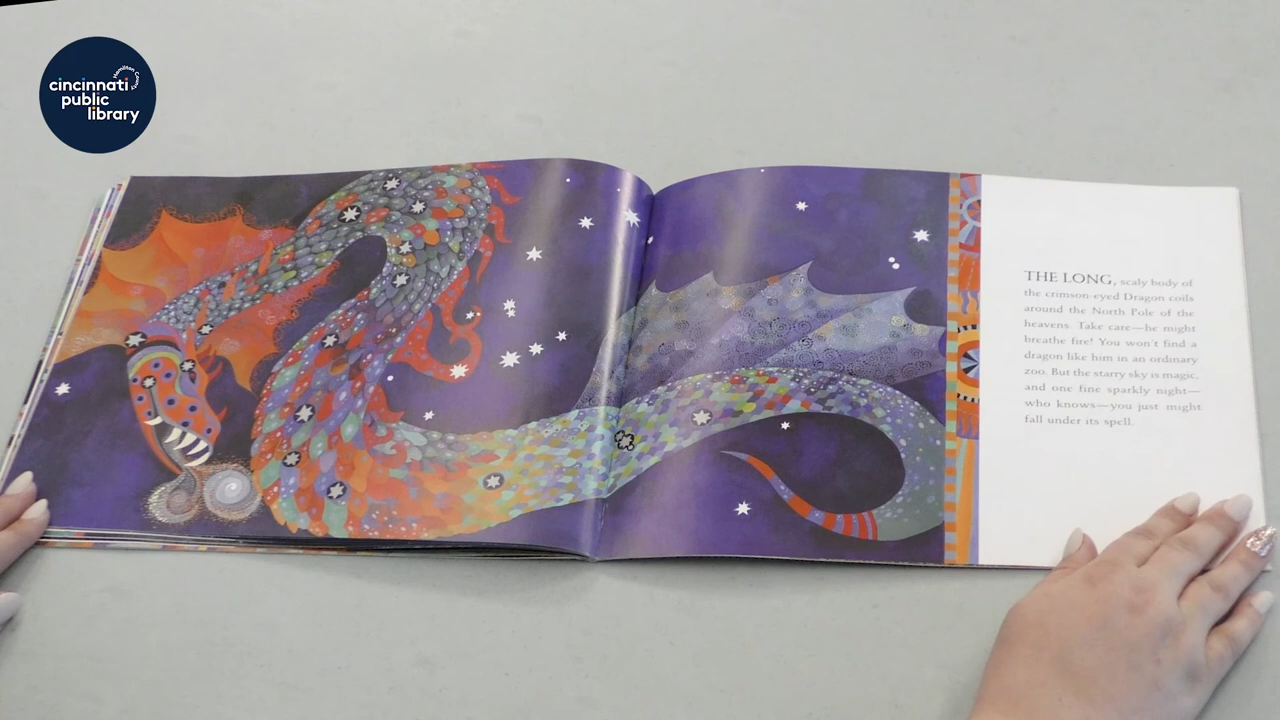 cincinnati
public
library
Hamilton County
THE LONG, scaly body of
the crimson-eyed Dragon coils
around the North Pole of the
heavens. Take care—he might
breathe fire! You won't find a
dragon like him in an ordinary
zoo. But the starry sky is magic,
and one fine sparkly night—
who knows—you just might
fall under its spell.